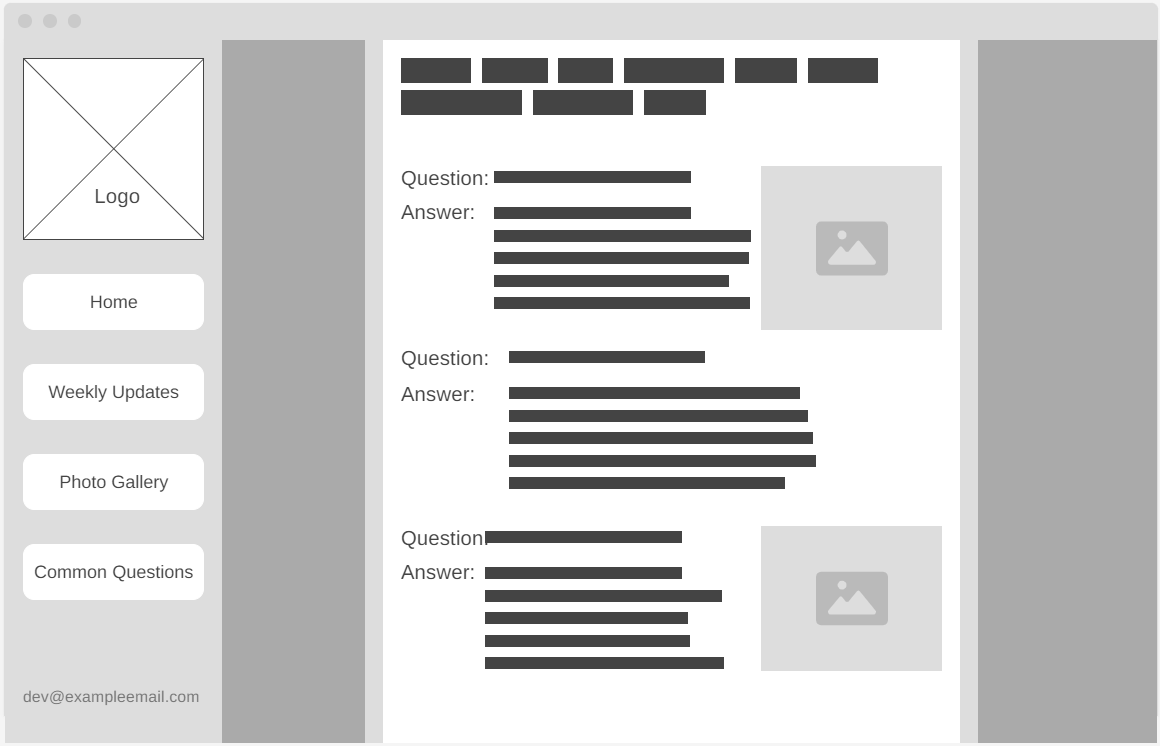 Logo
Home
Weekly Updates
Photo Gallery
Common Questions
dev@exampleemail.com
Question:
Answer:
Question:
Answer:
Question:
Answer: